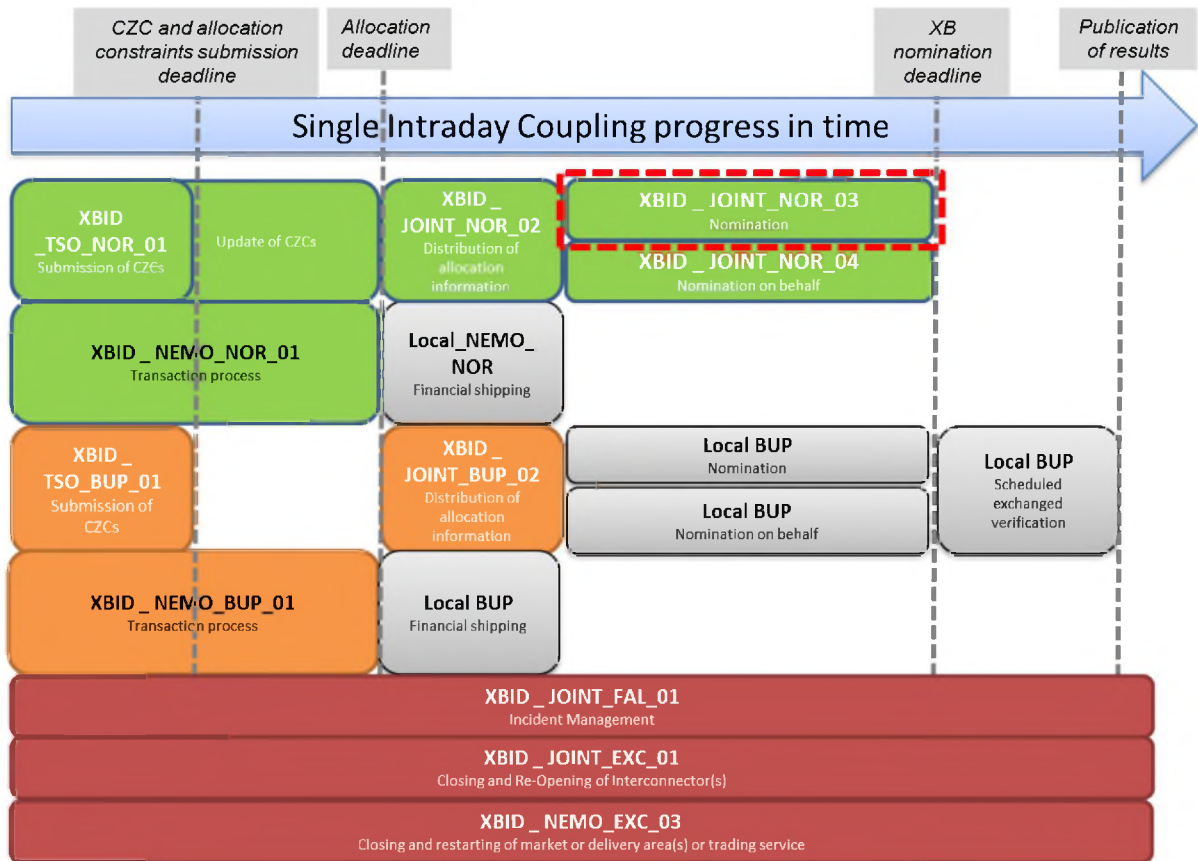 CZC and allocation
constraints submission
deadline
Allocation
deadline
XB
nomination
deadline
Publication
of results
Single Intraday Coupling progress in time
XBID
_TSO_NOR_01
Submission of CZCs
Update of CZCs
XBID _
JOINT_NOR_02
Distribution of
allocation
information
XBID _ JOINT_NOR_03
Nomination
XBID _ JOINT_NOR_04
Nomination on behalf
XBID _ NEMO_NOR_01
Transaction process
Local_NEMO_
NOR
Financial shipping
XBID _
TSO_BUP_01
Submission of
CZCs
XBID _
JOINT_BUP_02
Distribution of
allocation
information
Local BUP
Nomination
Local BUP
Nomination on behalf
Local BUP
Scheduled
exchanged
verification
XBID _ NEMO_BUP_01
Transaction process
Local BUP
Financial shipping
XBID _ JOINT_FAL_01
Incident Management
XBID _ JOINT_EXC_01
Closing and Re-Opening of Interconnector(s)
XBID _ NEMO_EXC_03
Closing and restarting of market or delivery area(s) or trading service